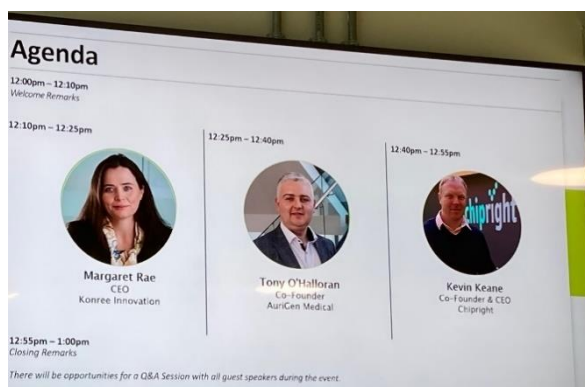 Agenda
12:00pm – 12:10pm
Welcome Remarks
12:10pm – 12:25pm
12:25pm – 12:40pm
12:40pm – 12:55pm
chipright
Margaret Rae
CEO
Konree Innovation
Tony O'Halloran
Co-Founder
AuriGen Medical
Kevin Keane
Co-Founder & CEO
Chipright
12:55pm – 1:00pm
Closing Remarks
There will be opportunities for a Q&A Session with all guest speakers during the event.